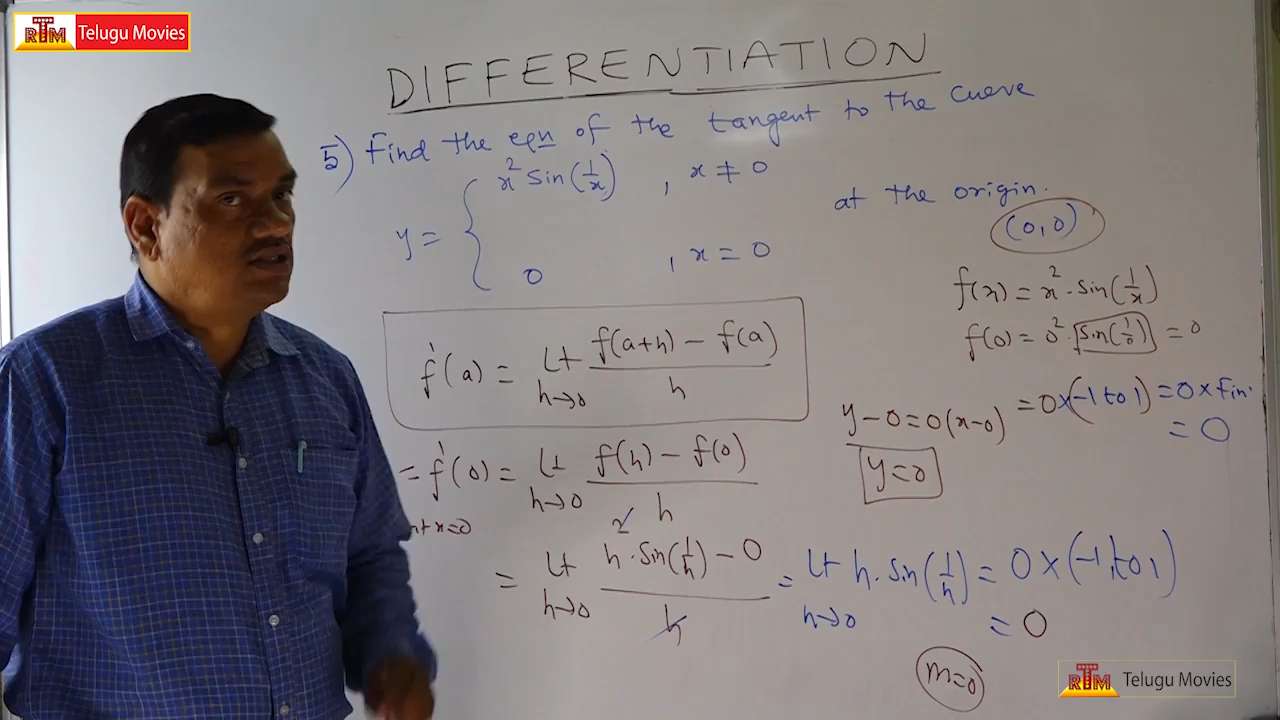 RTM Telugu Movies
DIFFERENTIATION
5) Find the eqn of the tangent to the curve
y = { x² sin(1/x) , x ≠ 0
0 , x = 0
at the origin.
(0,0)
f(x) = x² · sin(1/x)
f(0) = 0² · sin(1/0) = 0
= 0×(-1 to 1) = 0 × Fin.
= 0
f'(a) = Lt h→0 f(a+h) - f(a) / h
y - 0 = 0(x-0)
y = 0
= f'(0) = Lt h→0 f(h) - f(0) / h
x=0
= Lt h→0 h² · sin(1/h) - 0 / h = Lt h→0 h · sin(1/h) = 0 × (-1, to 1)
= 0
m=0
RTM Telugu Movies